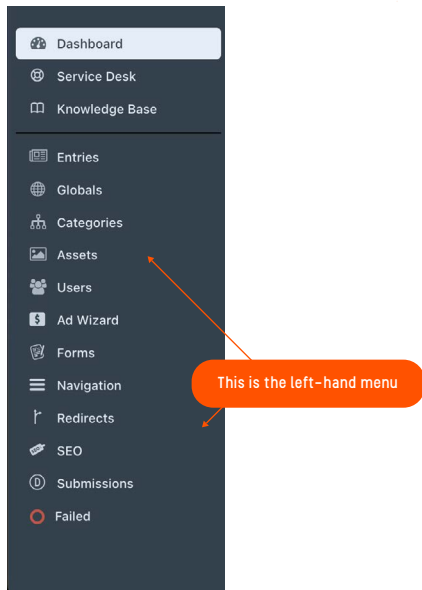 Dashboard
Service Desk
Knowledge Base
Entries
Globals
Categories
Assets
Users
$ Ad Wizard
Forms
This is the left-hand menu
Navigation
Redirects
SEO
D Submissions
Failed